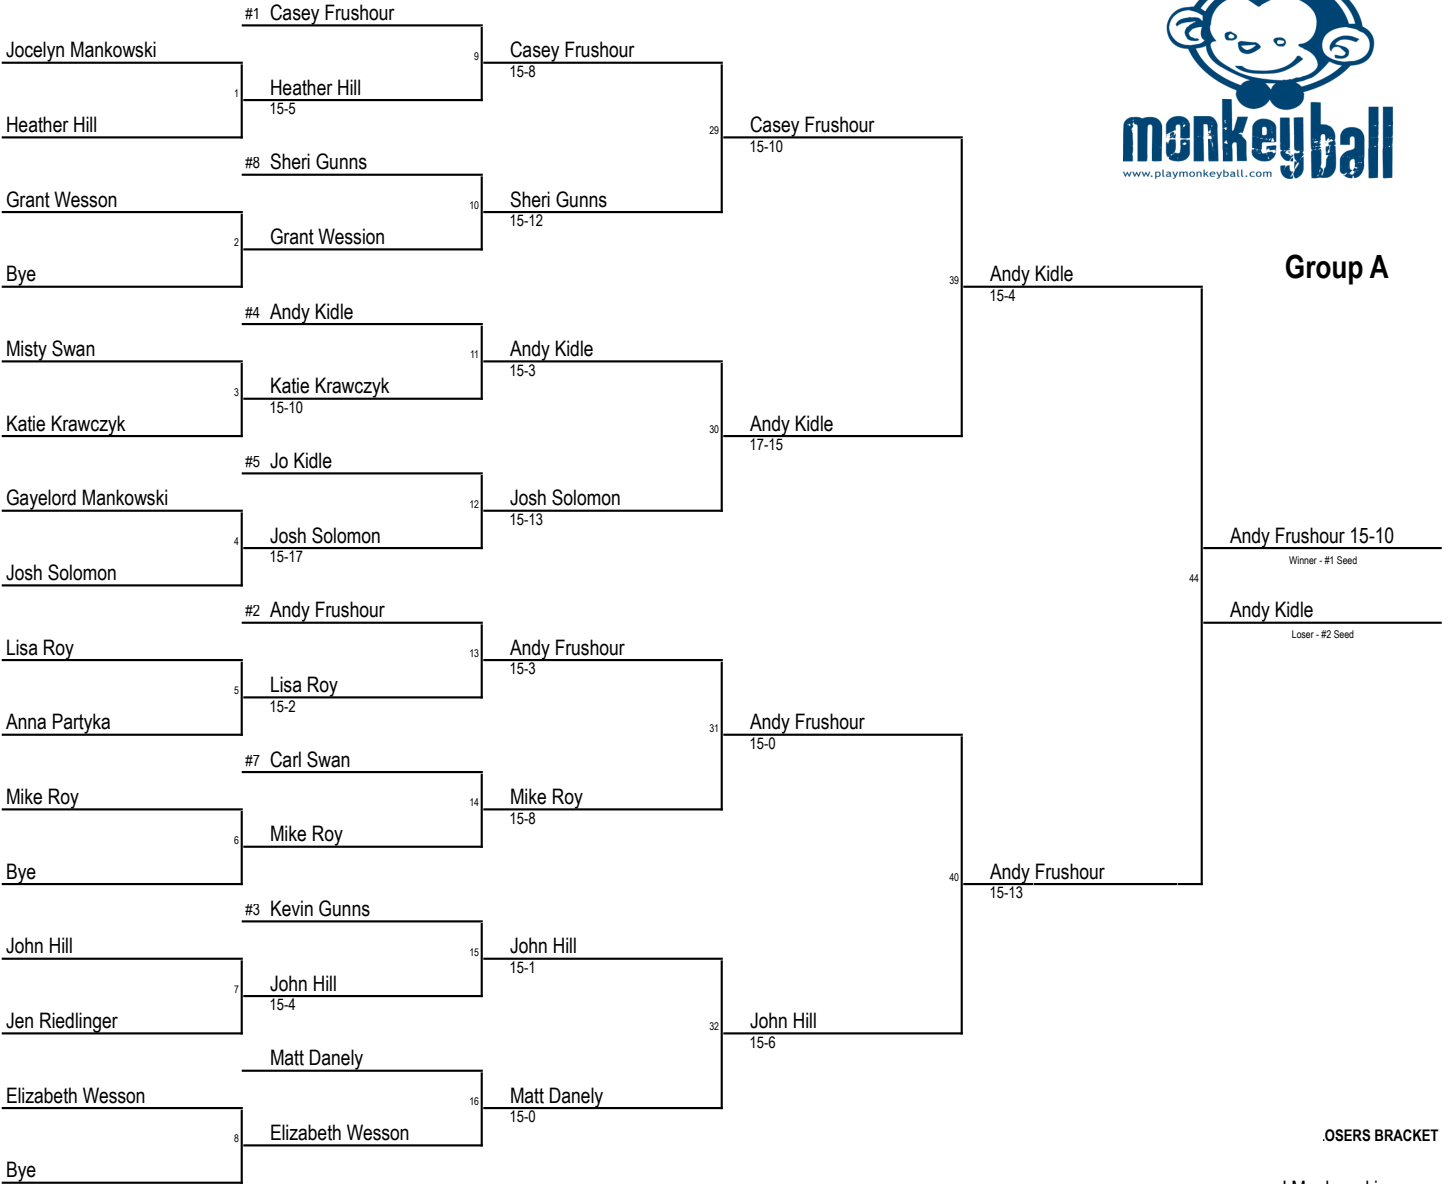 #1 Casey Frushour
Jocelyn Mankowski
9
Casey Frushour
15-8
1
Heather Hill
15-5
Heather Hill
29
Casey Frushour
15-10
monkeyball
www.playmonkeyball.com
#8 Sheri Gunns
Grant Wesson
10
Sheri Gunns
15-12
2
Grant Wession
Bye
Group A
39
Andy Kidle
15-4
#4 Andy Kidle
Misty Swan
11
Andy Kidle
15-3
3
Katie Krawczyk
15-10
Katie Krawczyk
30
Andy Kidle
17-15
#5 Jo Kidle
Gayelord Mankowski
12
Josh Solomon
15-13
4
Josh Solomon
15-17
Josh Solomon
Andy Frushour 15-10
Winner - #1 Seed
44
Andy Kidle
Loser - #2 Seed
#2 Andy Frushour
Lisa Roy
13
Andy Frushour
15-3
5
Lisa Roy
15-2
Anna Partyka
31
Andy Frushour
15-0
#7 Carl Swan
Mike Roy
14
Mike Roy
15-8
6
Mike Roy
Bye
40
Andy Frushour
15-13
#3 Kevin Gunns
John Hill
15
John Hill
15-1
7
John Hill
15-4
Jen Riedlinger
32
John Hill
15-6
Matt Danely
Elizabeth Wesson
16
Matt Danely
15-0
8
Elizabeth Wesson
Bye
OSERS BRACKET